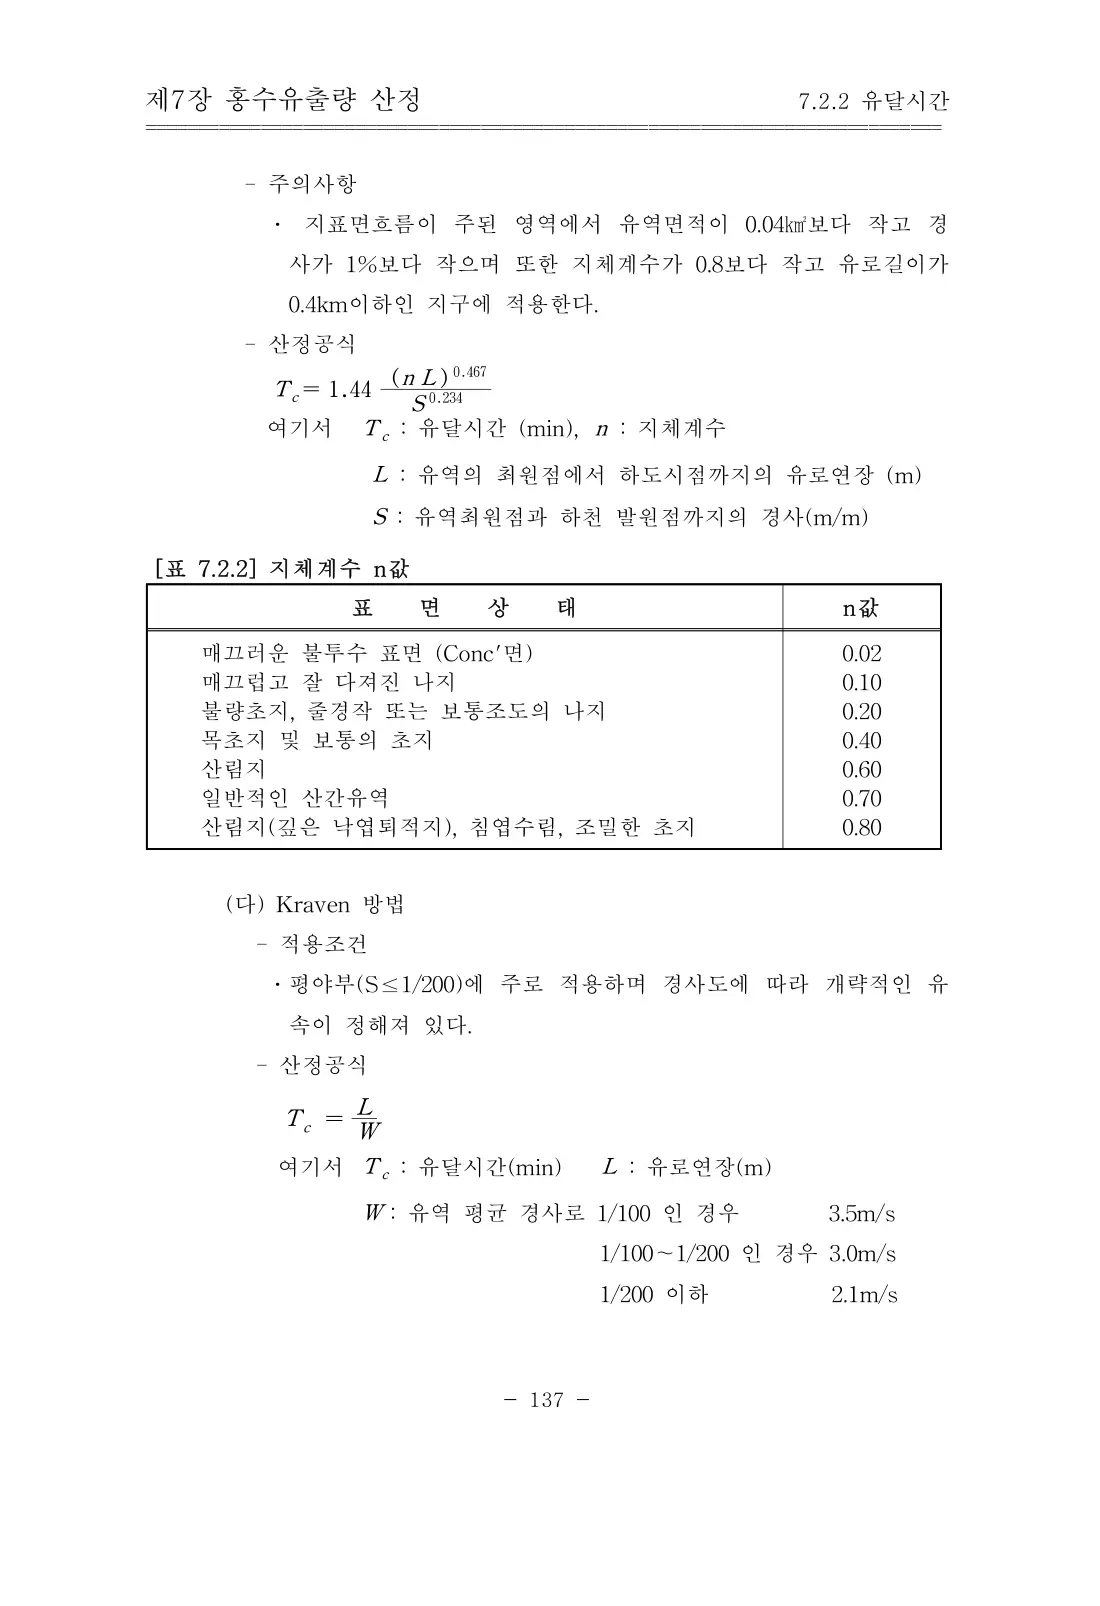 제7장 홍수유출량 산정 7.2.2 유달시간
- 주의사항
· 지표면흐름이 주된 영역에서 유역면적이 0.04㎢보다 작고 경
사가 1%보다 작으며 또한 지체계수가 0.8보다 작고 유로길이가
0.4km이하인 지구에 적용한다.
- 산정공식
T_c = 1.44 (n L)^0.467 / S^0.234
여기서 T_c : 유달시간 (min), n : 지체계수
L : 유역의 최원점에서 하도시점까지의 유로연장 (m)
S : 유역최원점과 하천 발원점까지의 경사(m/m)
[표 7.2.2] 지체계수 n값
표 면 상 태 n값
매끄러운 불투수 표면 (Conc′면) 0.02
매끄럽고 잘 다져진 나지 0.10
불량초지, 줄경작 또는 보통조도의 나지 0.20
목초지 및 보통의 초지 0.40
산림지 0.60
일반적인 산간유역 0.70
산림지(깊은 낙엽퇴적지), 침엽수림, 조밀한 초지 0.80
(다) Kraven 방법
- 적용조건
·평야부(S≤1/200)에 주로 적용하며 경사도에 따라 개략적인 유
속이 정해져 있다.
- 산정공식
T_c = L / W
여기서 T_c : 유달시간(min) L : 유로연장(m)
W : 유역 평균 경사로 1/100 인 경우 3.5m/s
1/100~1/200 인 경우 3.0m/s
1/200 이하 2.1m/s
- 137 -